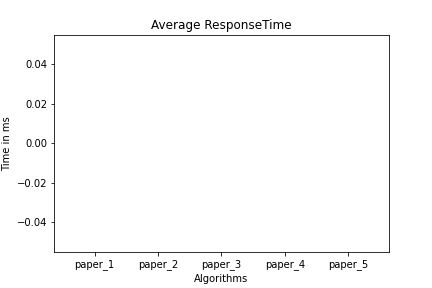 Average ResponseTime
Time in ms
0.04
0.02
0.00
−0.02
−0.04
paper_1 paper_2 paper_3 paper_4 paper_5
Algorithms